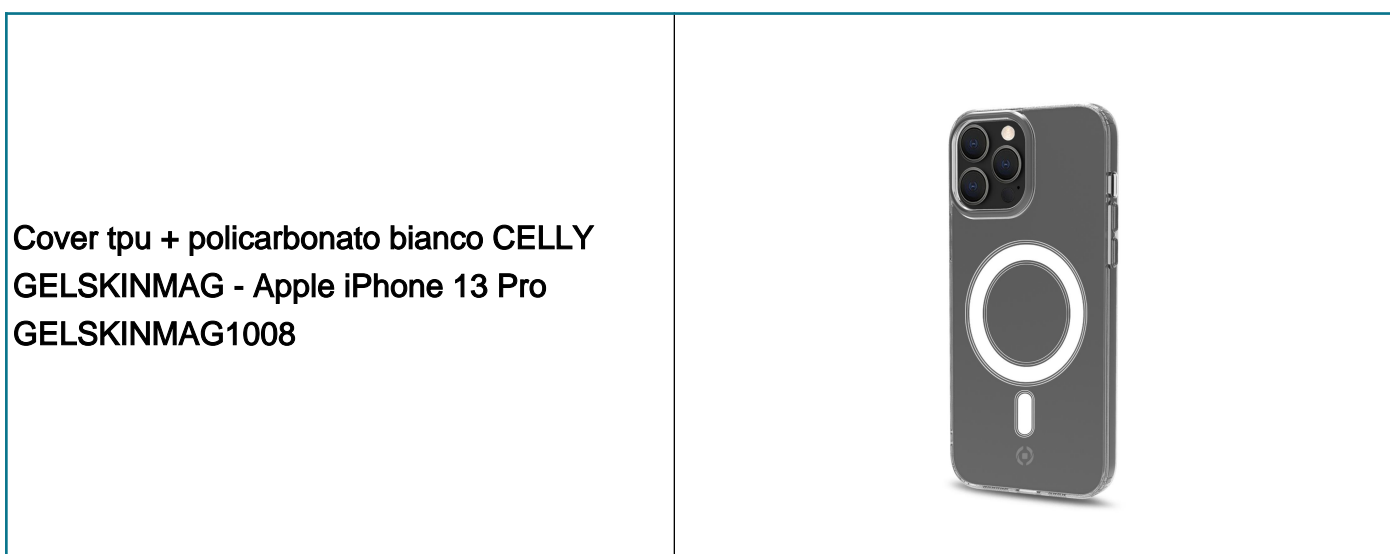 Cover tpu + policarbonato bianco CELLY
GELSKINMAG - Apple iPhone 13 Pro
GELSKINMAG1008